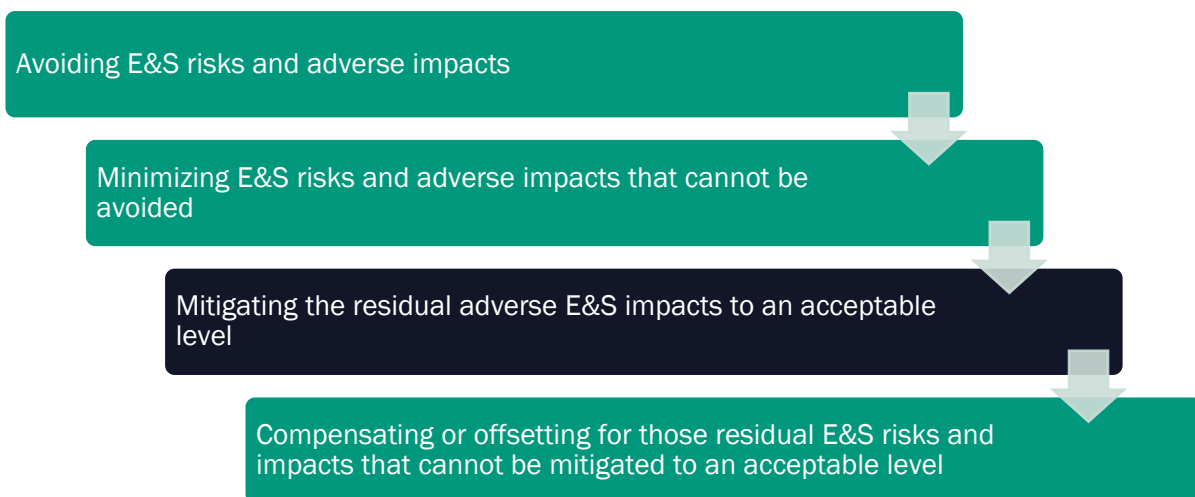 Avoiding E&S risks and adverse impacts
Minimizing E&S risks and adverse impacts that cannot be
avoided
Mitigating the residual adverse E&S impacts to an acceptable
level
Compensating or offsetting for those residual E&S risks and
impacts that cannot be mitigated to an acceptable level